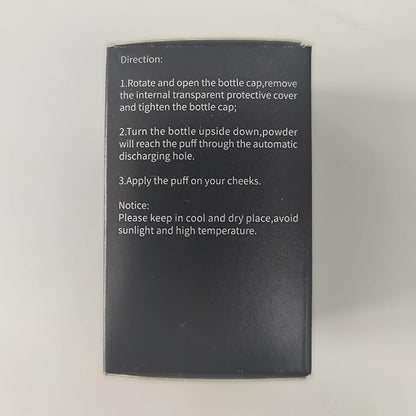 Direction:
1.Rotate and open the bottle cap,remove
the internal transparent protective cover
and tighten the bottle cap;
2.Turn the bottle upside down,powder
will reach the puff through the automatic
discharging hole.
3.Apply the puff on your cheeks.
Notice:
Please keep in cool and dry place,avoid
sunlight and high temperature.